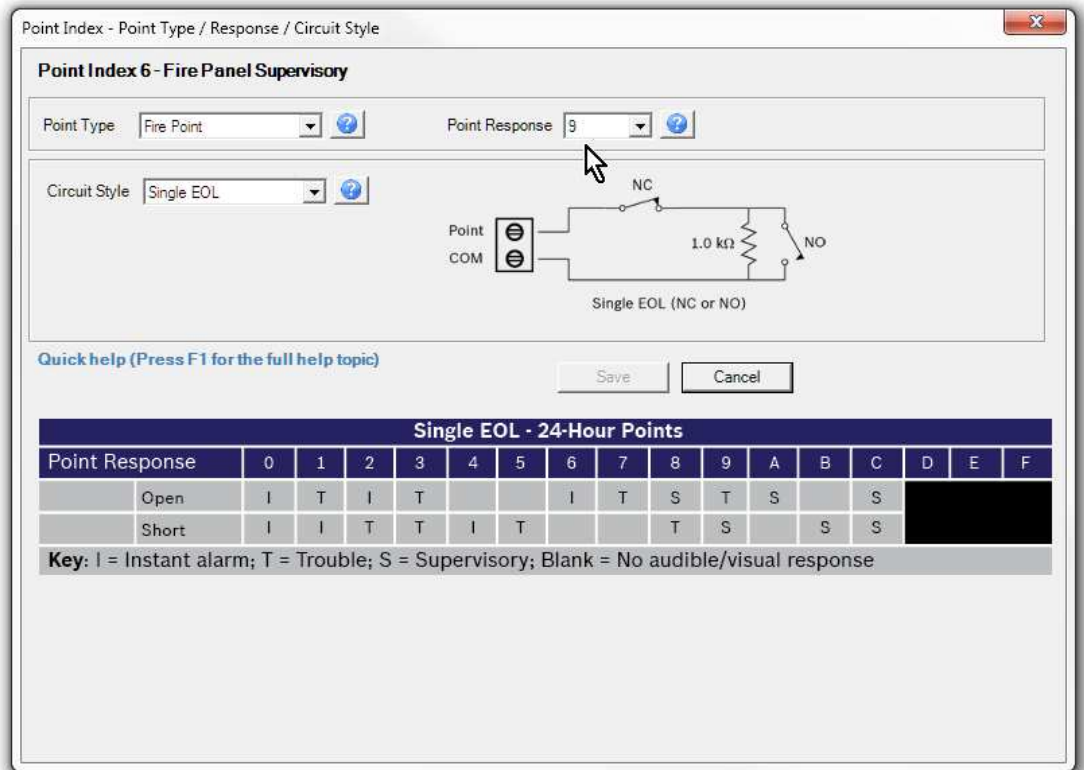 Point Index - Point Type / Response / Circuit Style
x
Point Index 6 - Fire Panel Supervisory
Point Type Fire Point ? Point Response 9 ?
Circuit Style Single EOL ?
NC
Point
COM
1.0 kΩ
NO
Single EOL (NC or NO)
Quick help (Press F1 for the full help topic)
Save Cancel
Single EOL - 24-Hour Points
Point Response 0 1 2 3 4 5 6 7 8 9 A B C D E F
Open I T I T I T S T S S
Short I I T T I T T S S S
Key: I = Instant alarm; T = Trouble; S = Supervisory; Blank = No audible/visual response